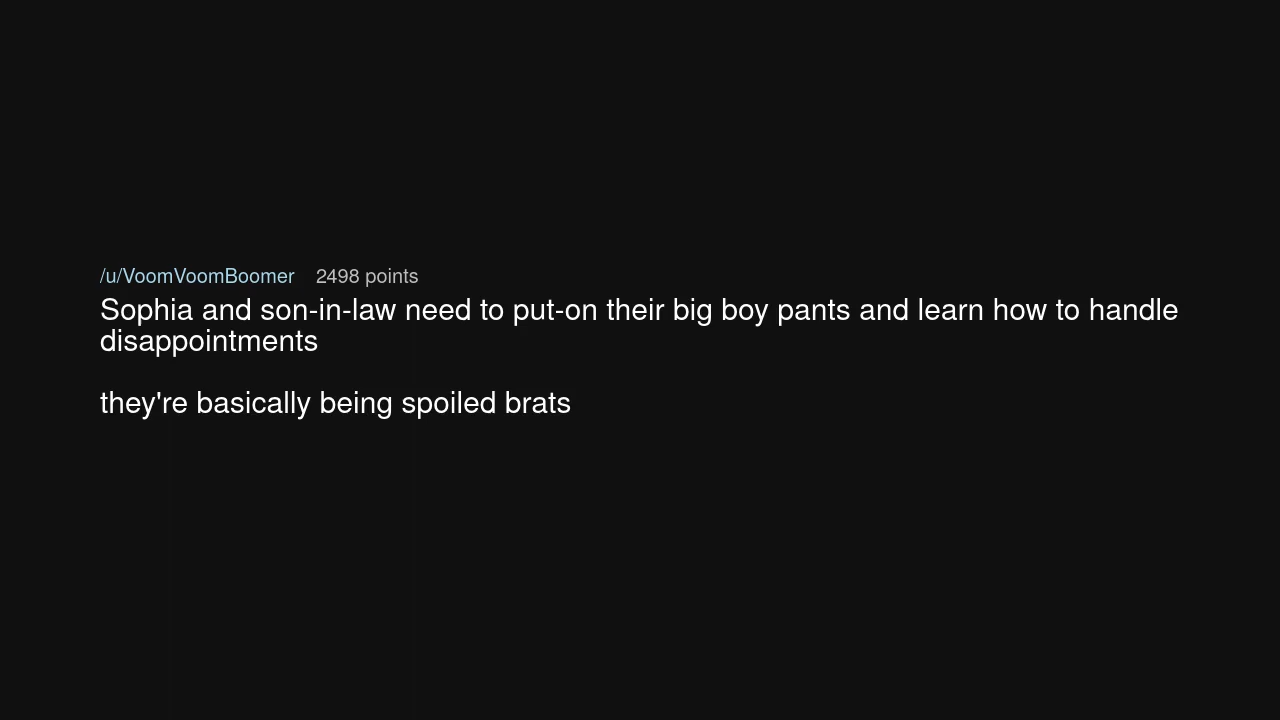 /u/VoomVoomBoomer 2498 points
Sophia and son-in-law need to put-on their big boy pants and learn how to handle
disappointments
they're basically being spoiled brats